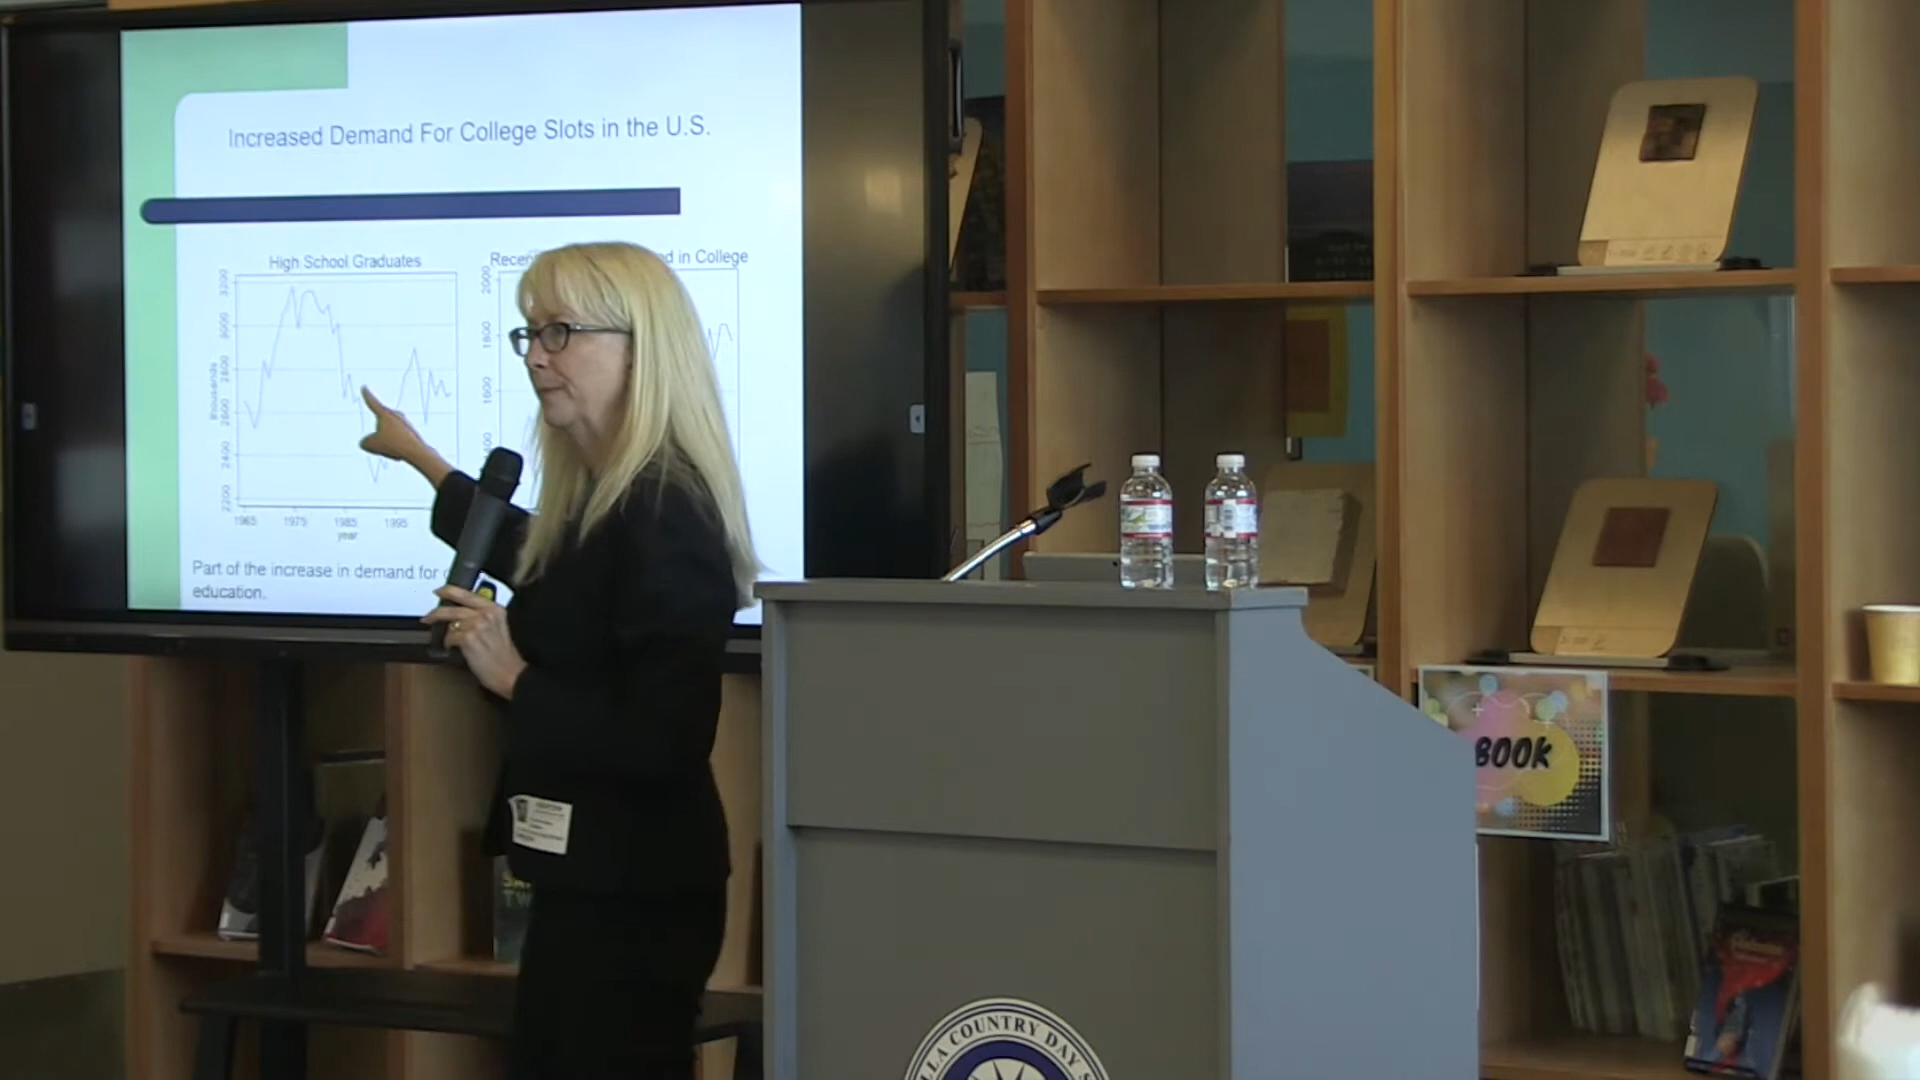 Increased Demand For College Slots in the U.S.
High School Graduates
d in College
3200
3000
2800
2600
2400
2200
thousands
1965 1975 1985 1995
year
2000
1800
1600
Part of the increase in demand for
education.
BOOK
LLA COUNTRY DAY S